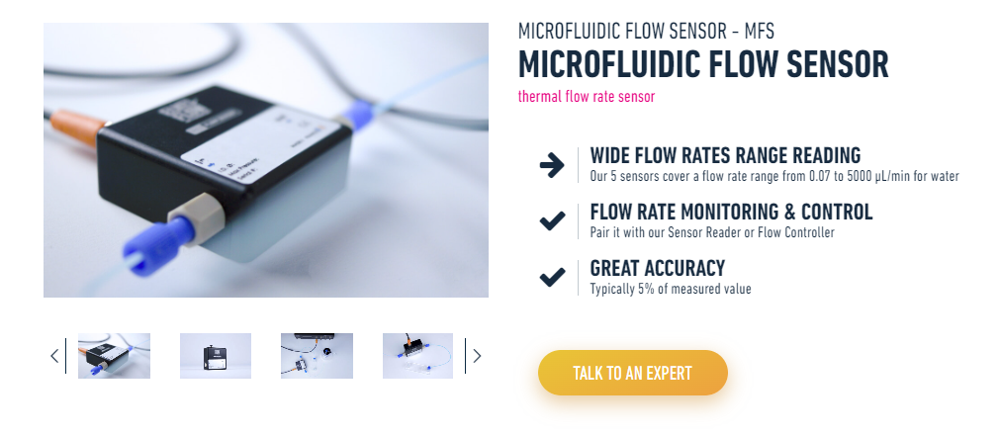 MICROFLUIDIC FLOW SENSOR - MFS
MICROFLUIDIC FLOW SENSOR
thermal flow rate sensor
WIDE FLOW RATES RANGE READING
Our 5 sensors cover a flow rate range from 0.07 to 5000 µL/min for water
FLOW RATE MONITORING & CONTROL
Pair it with our Sensor Reader or Flow Controller
GREAT ACCURACY
Typically 5% of measured value
TALK TO AN EXPERT